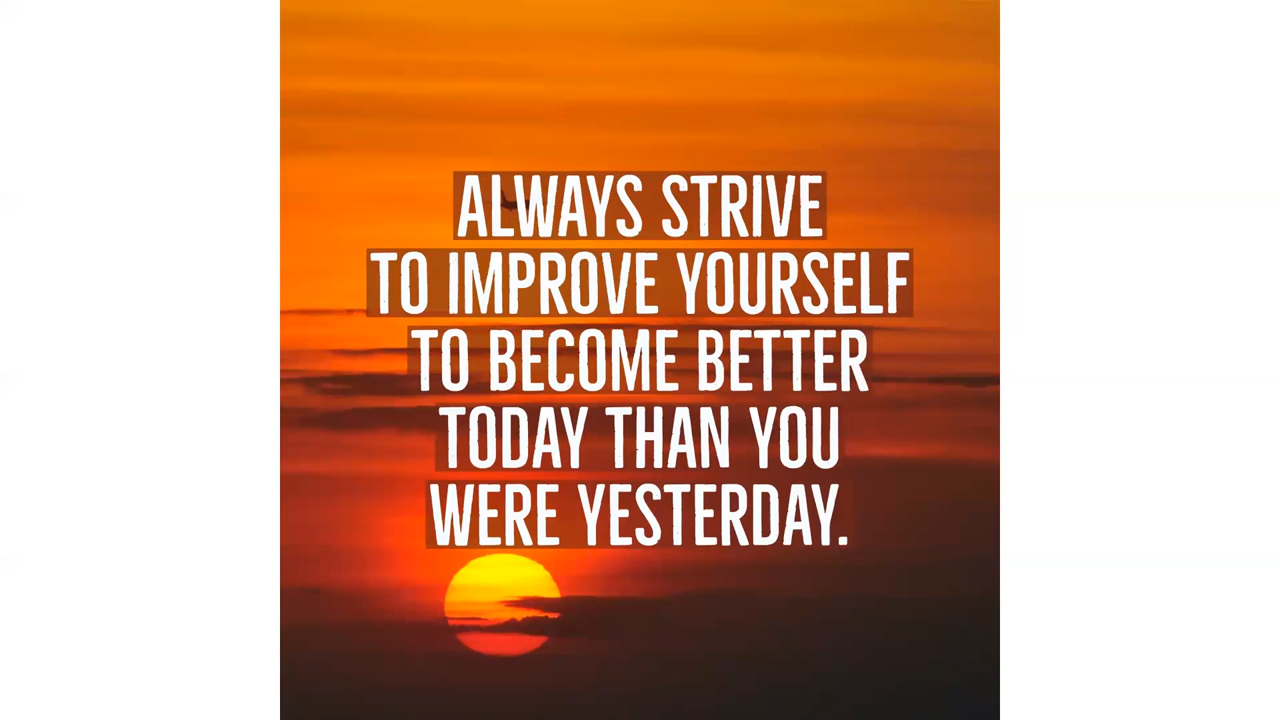 ALWAYS STRIVE
TO IMPROVE YOURSELF
TO BECOME BETTER
TODAY THAN YOU
WERE YESTERDAY.